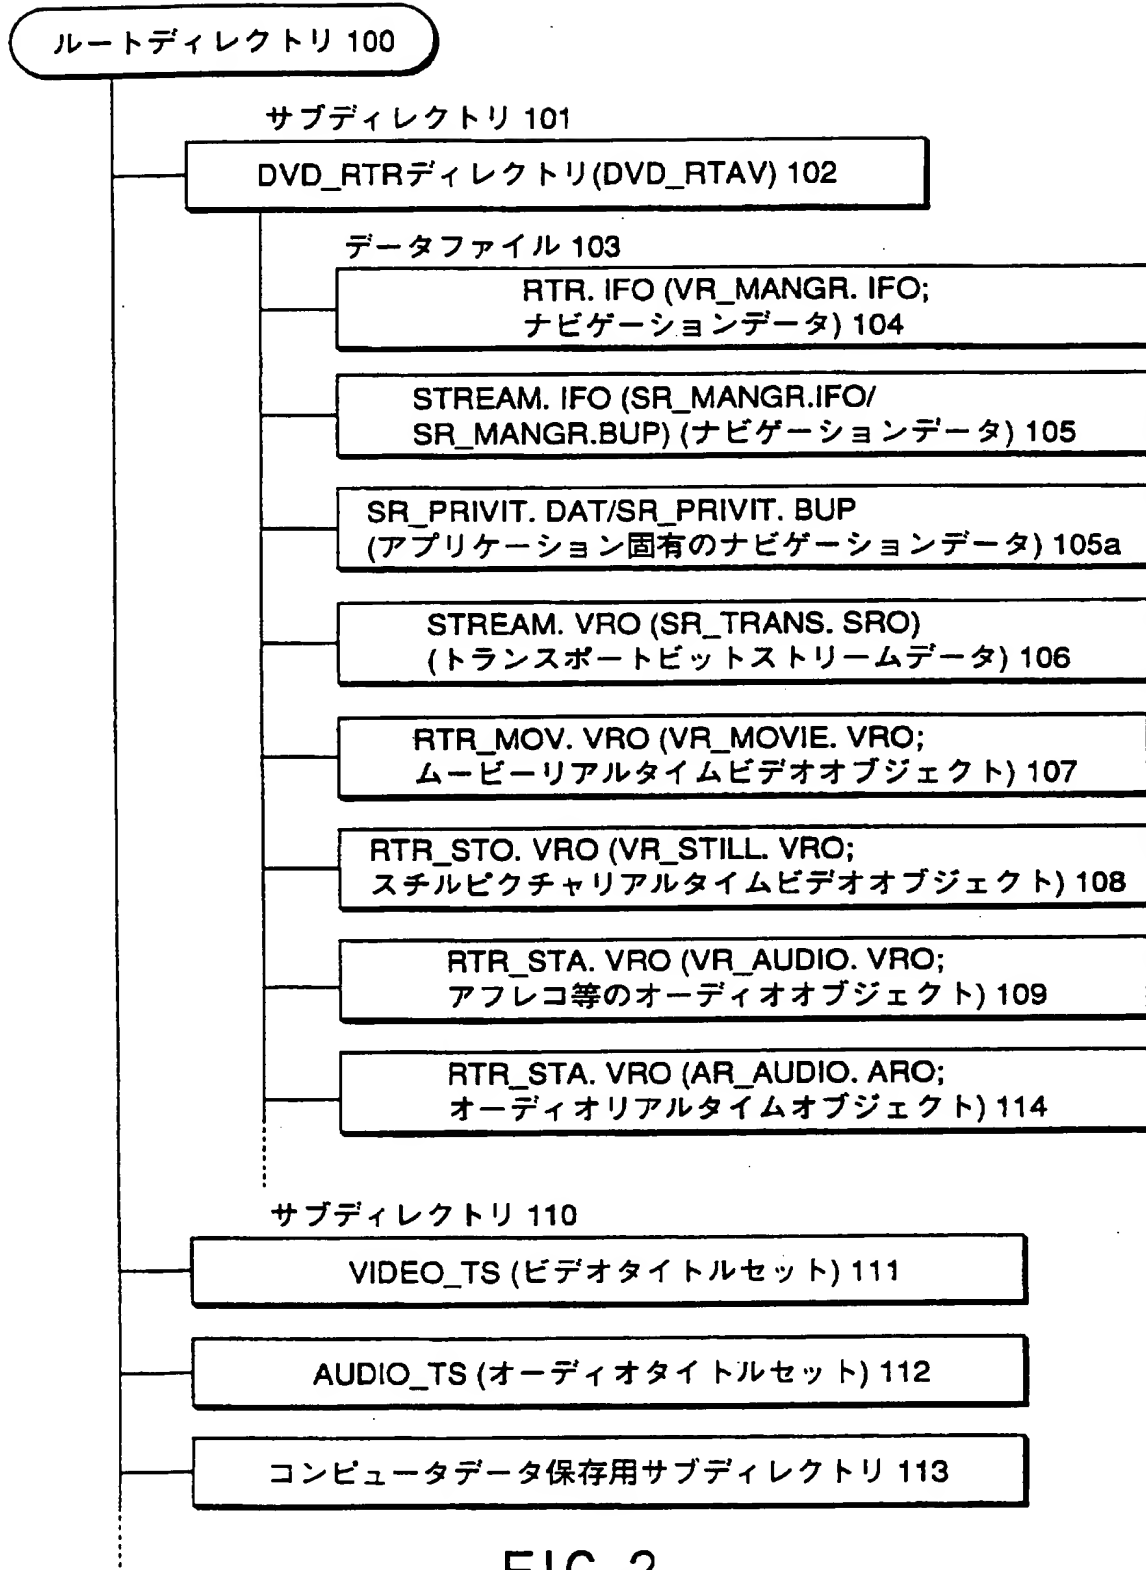 ルートディレクトリ 100
サブディレクトリ 101
DVD_RTRディレクトリ(DVD_RTAV) 102
データファイル 103
RTR. IFO (VR_MANGR. IFO;
ナビゲーションデータ) 104
STREAM. IFO (SR_MANGR.IFO/
SR_MANGR.BUP) (ナビゲーションデータ) 105
SR_PRIVIT. DAT/SR_PRIVIT. BUP
(アプリケーション固有のナビゲーションデータ) 105a
STREAM. VRO (SR_TRANS. SRO)
(トランスポートビットストリームデータ) 106
RTR_MOV. VRO (VR_MOVIE. VRO;
ムービーリアルタイムビデオオブジェクト) 107
RTR_STO. VRO (VR_STILL. VRO;
スチルピクチャリアルタイムビデオオブジェクト) 108
RTR_STA. VRO (VR_AUDIO. VRO;
アフレコ等のオーディオオブジェクト) 109
RTR_STA. VRO (AR_AUDIO. ARO;
オーディオリアルタイムオブジェクト) 114
サブディレクトリ 110
VIDEO_TS (ビデオタイトルセット) 111
AUDIO_TS (オーディオタイトルセット) 112
コンピュータデータ保存用サブディレクトリ 113
FIG. 2